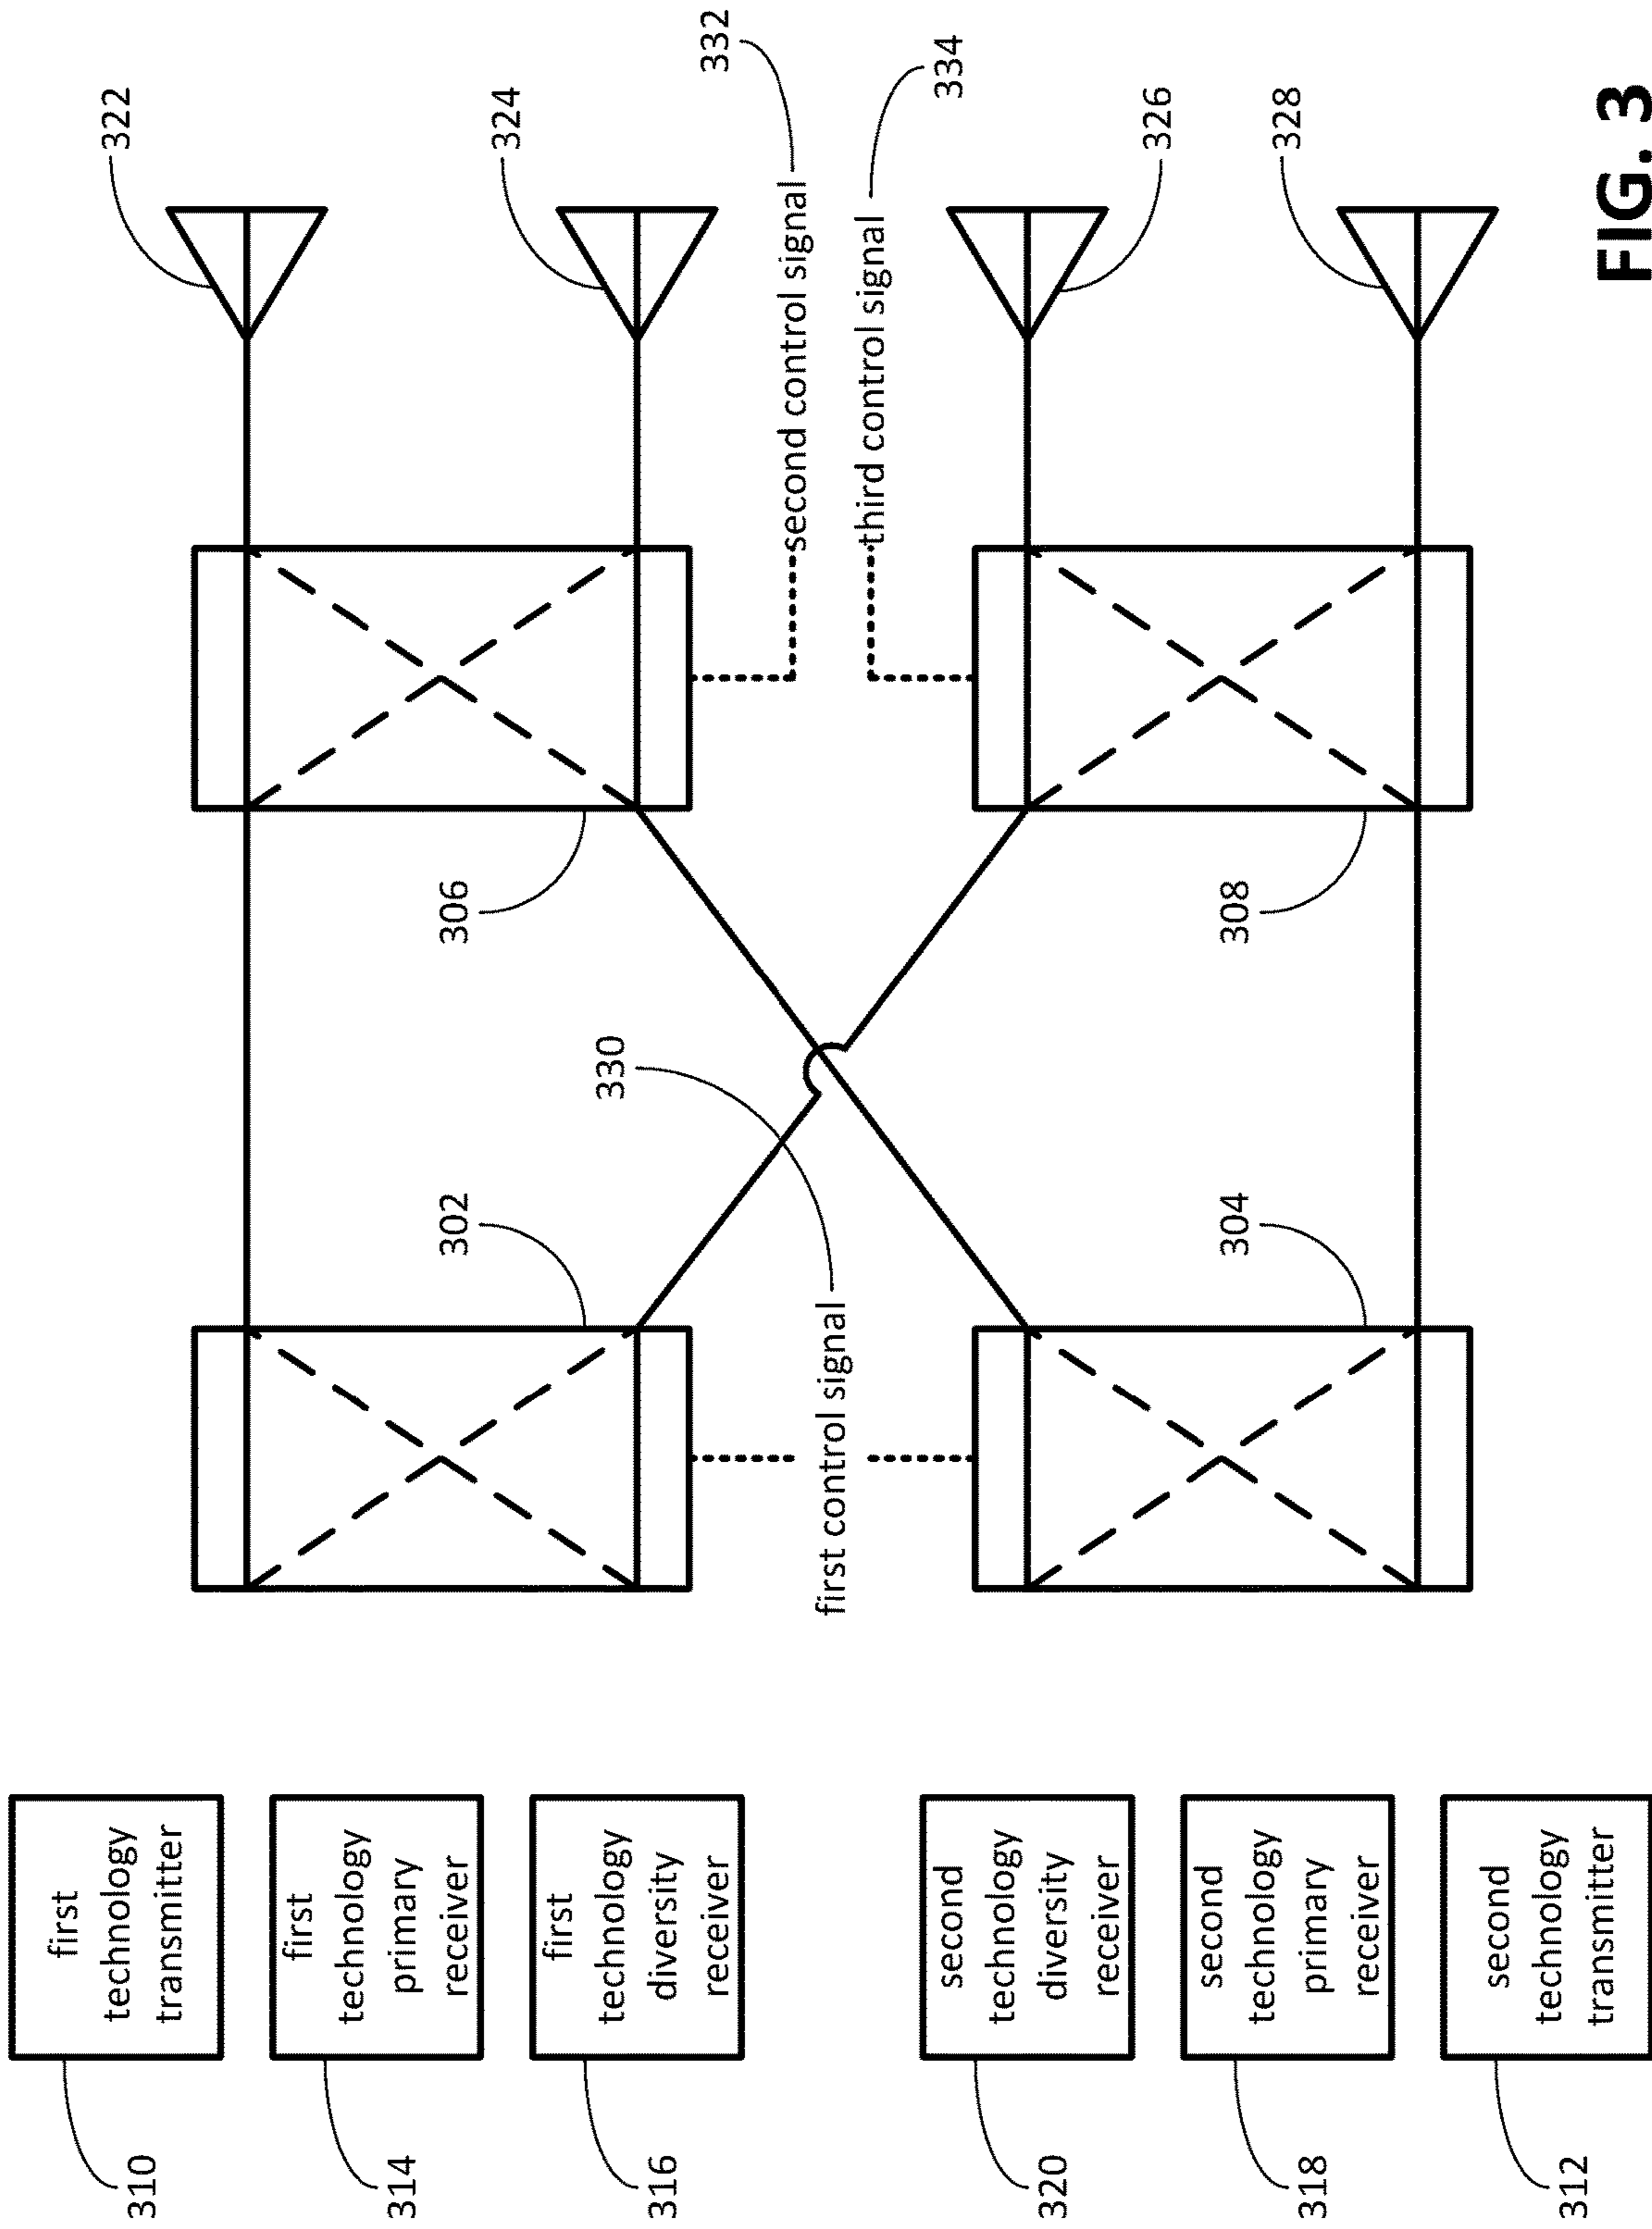 310
first
technology
transmitter
314
first
technology
primary
receiver
316
first
technology
diversity
receiver
320
second
technology
diversity
receiver
318
second
technology
primary
receiver
312
second
technology
transmitter
302
304
first control signal
330
306
308
second control signal
332
third control signal
334
322
324
326
328
FIG. 3